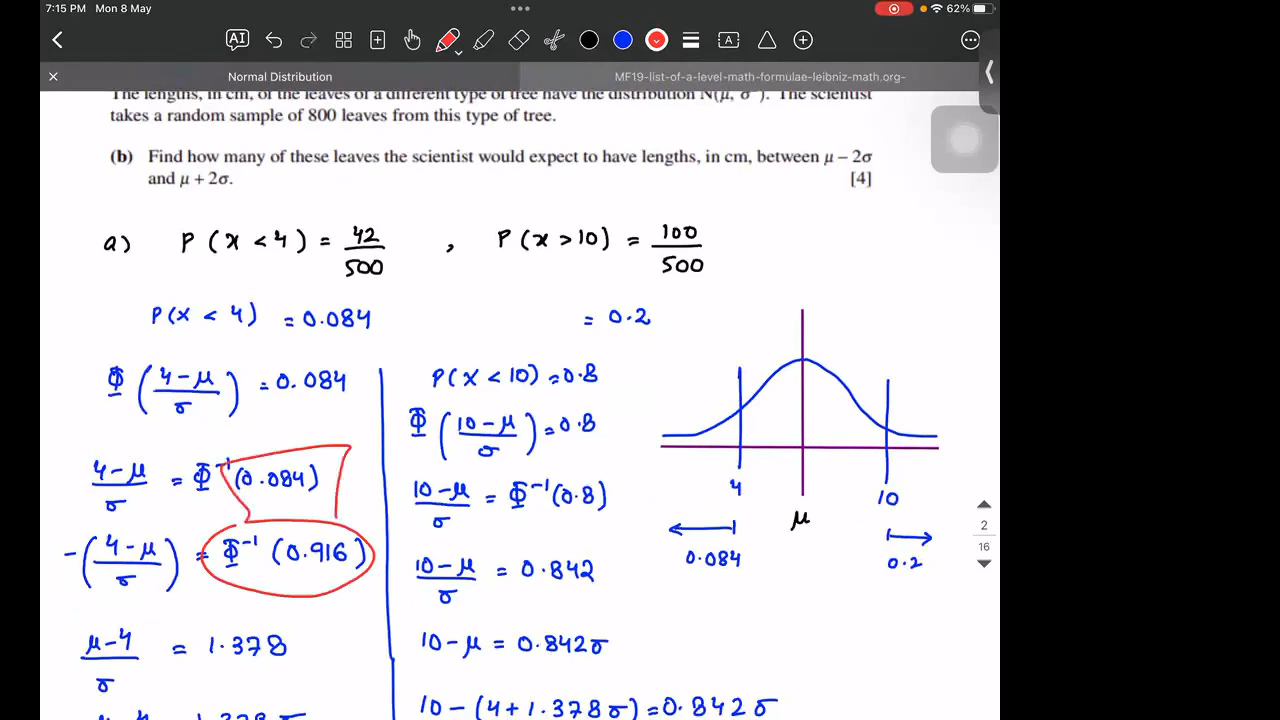 7:15 PM Mon 8 May
62%
AI
A
Normal Distribution
MF19-list-of-a-level-math-formulae-leibniz-math.org-
The lengths, in cm, of the leaves of a different type of tree have the distribution N(μ, σ²). The scientist
takes a random sample of 800 leaves from this type of tree.
(b) Find how many of these leaves the scientist would expect to have lengths, in cm, between μ − 2σ
and μ + 2σ. [4]
a) P(x < 4) = 42/500 , P(x > 10) = 100/500
P(x < 4) = 0.084
Φ((4-μ)/σ) = 0.084
(4-μ)/σ = Φ⁻¹(0.084)
-((4-μ)/σ) = Φ⁻¹(0.916)
(μ-4)/σ = 1.378
= 0.2
P(x < 10) = 0.8
Φ((10-μ)/σ) = 0.8
(10-μ)/σ = Φ⁻¹(0.8)
(10-μ)/σ = 0.842
10-μ = 0.842σ
10-(4+1.378σ) = 0.842σ
4
μ
10
0.084
0.2
2
16